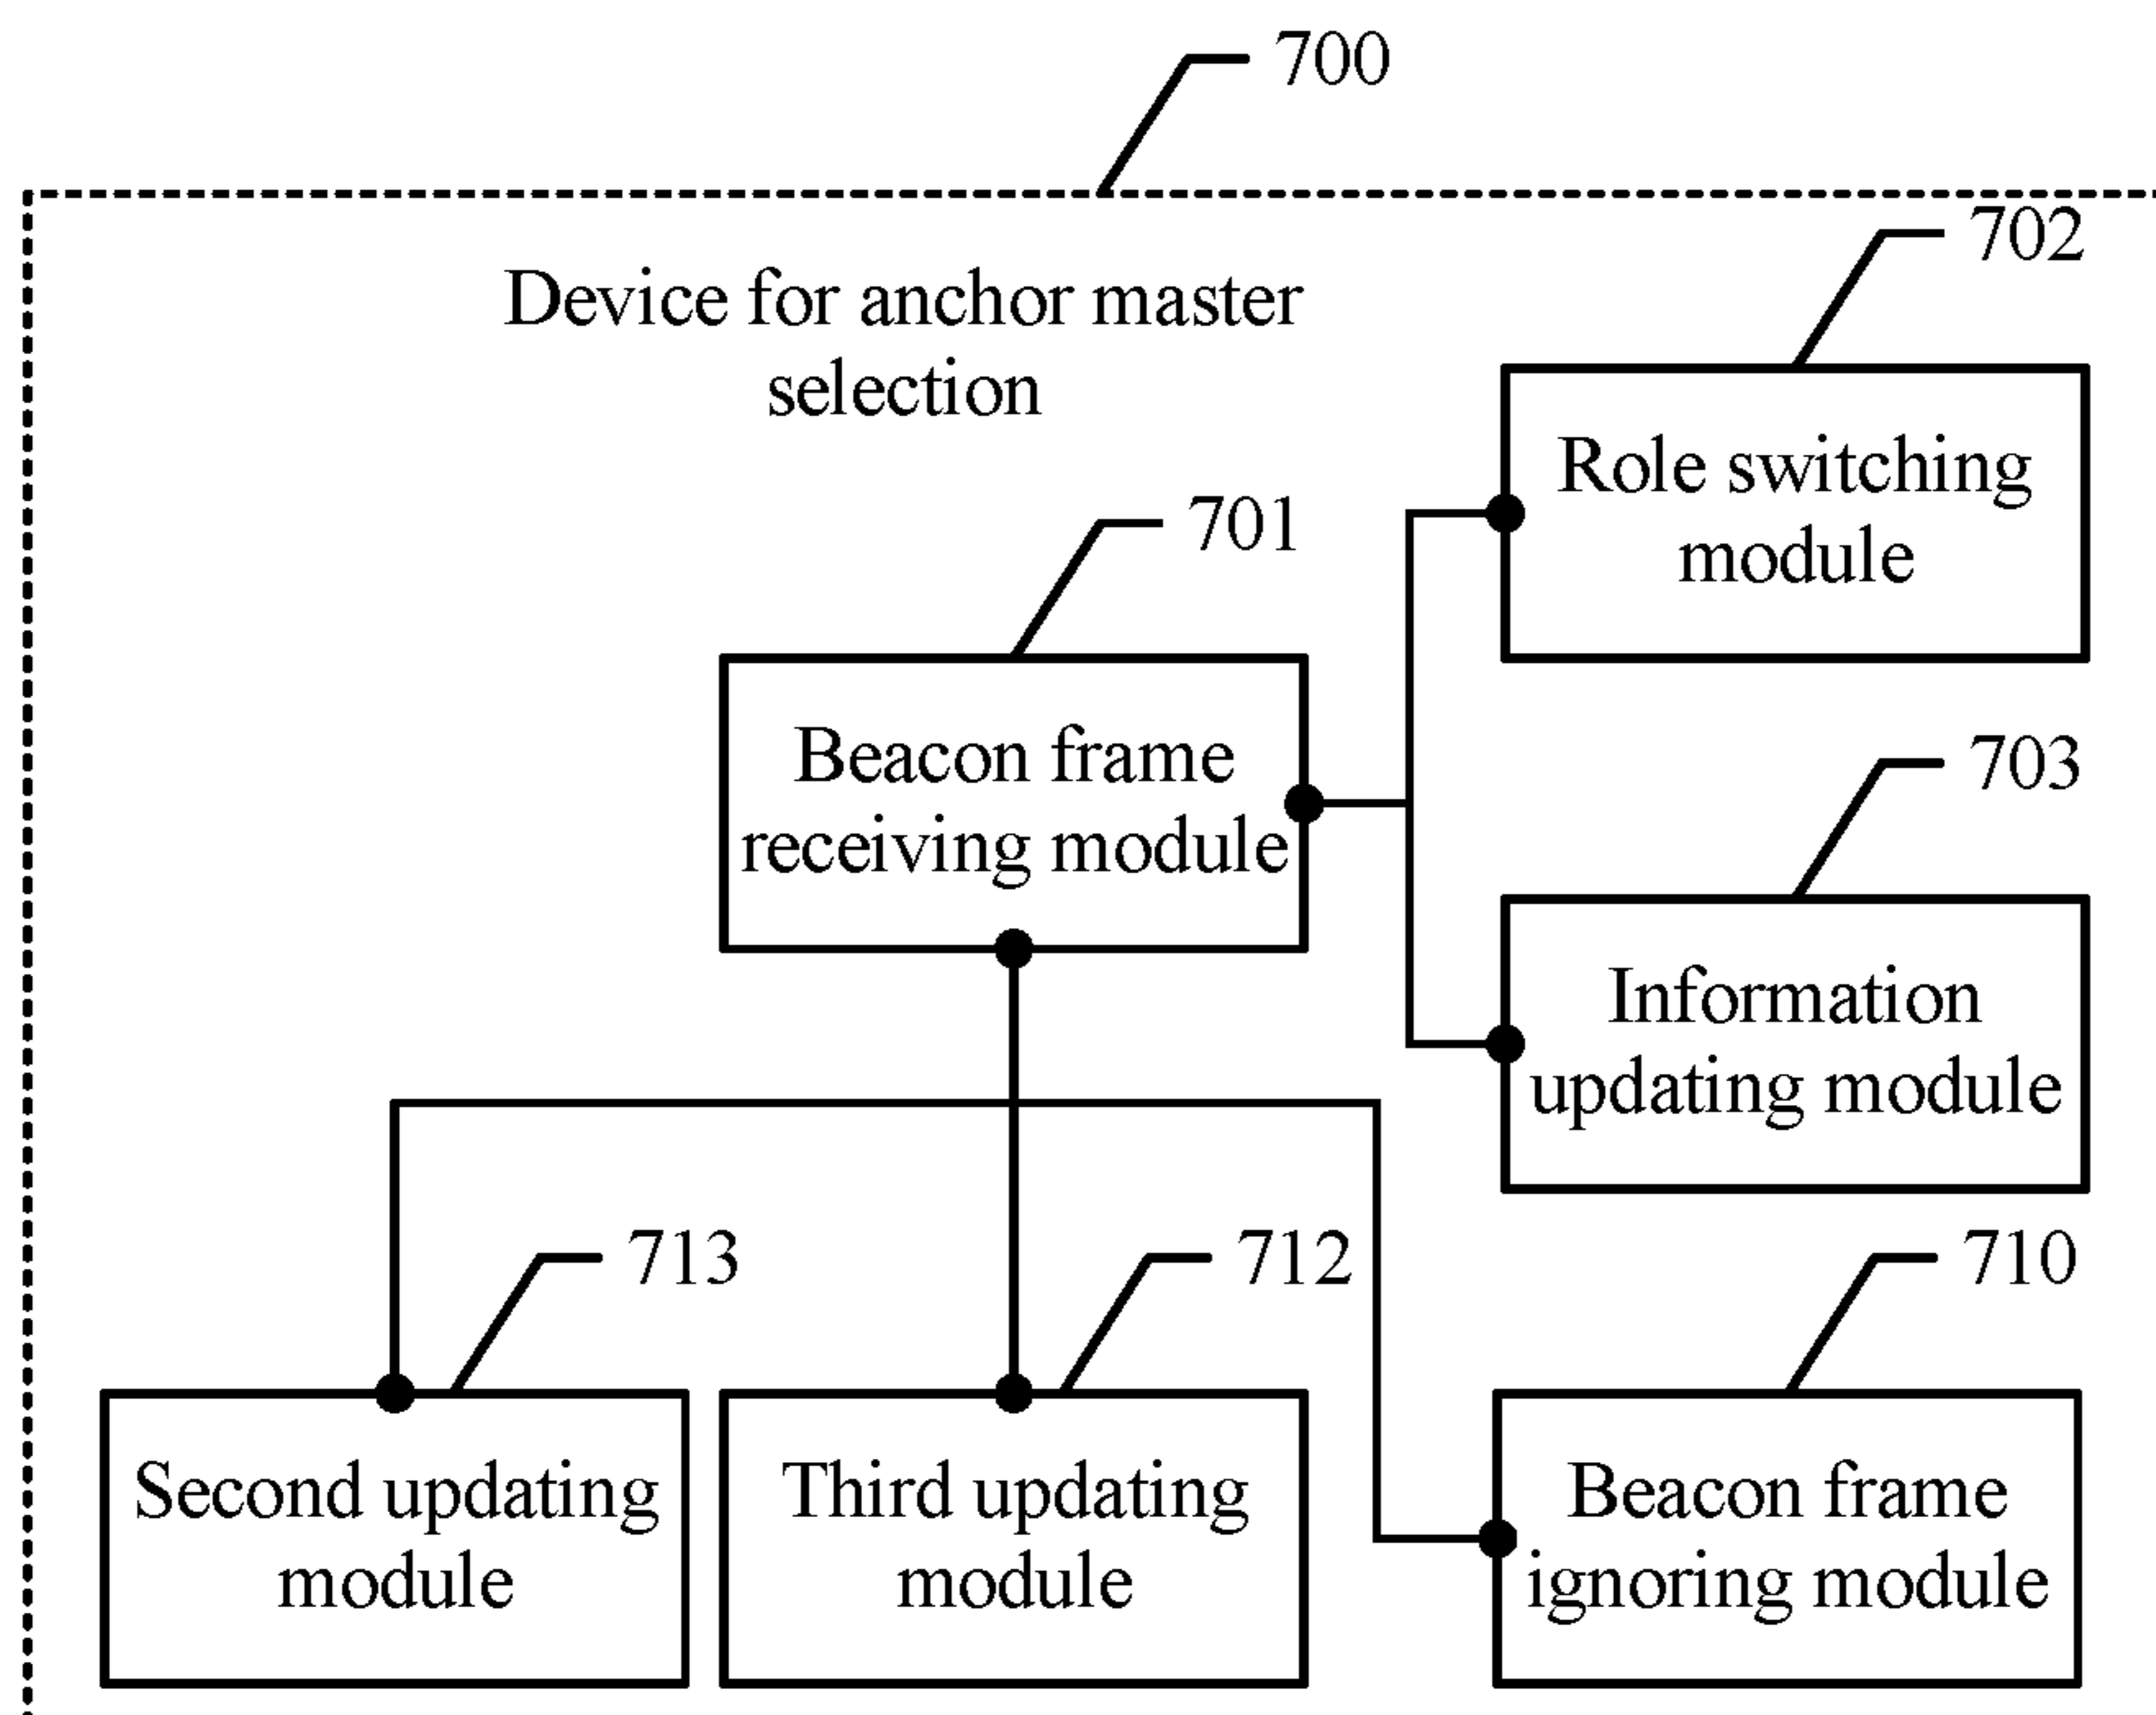 700
Device for anchor master
selection
702
Role switching
module
701
Beacon frame
receiving module
703
Information
updating module
713
712
710
Second updating
module
Third updating
module
Beacon frame
ignoring module